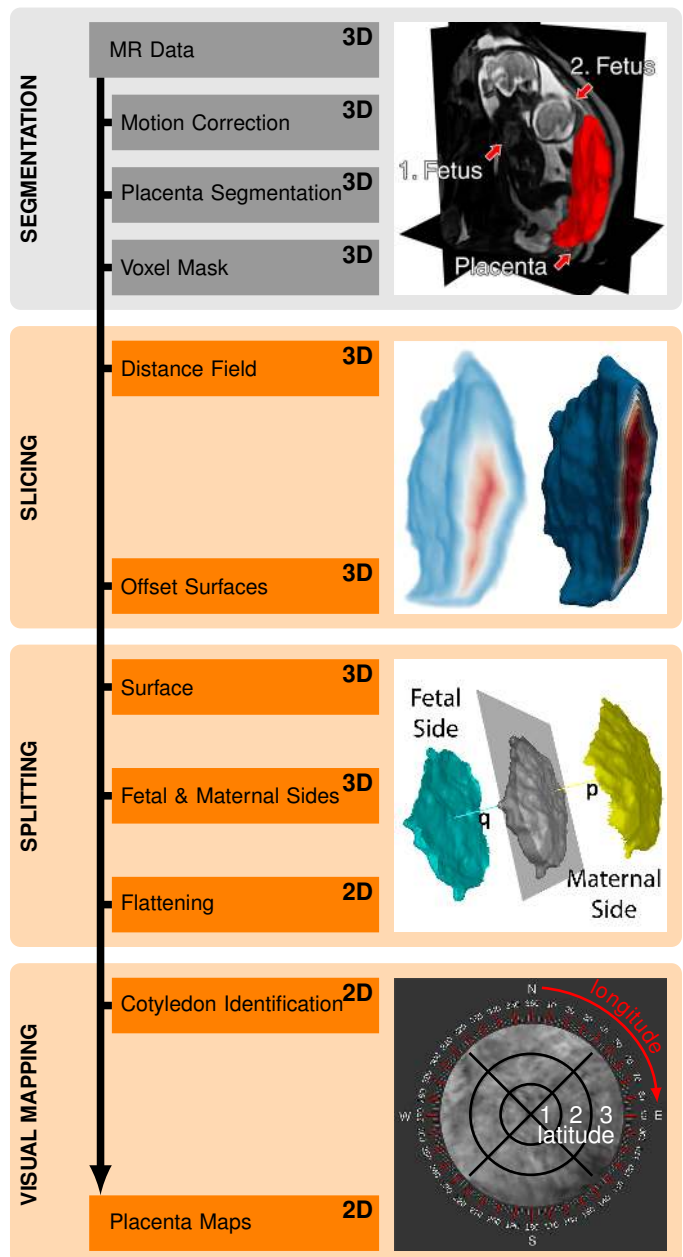 SEGMENTATION
MR Data 3D
Motion Correction 3D
Placenta Segmentation 3D
Voxel Mask 3D
2. Fetus
1. Fetus
Placenta
SLICING
Distance Field 3D
Offset Surfaces 3D
SPLITTING
Surface 3D
Fetal & Maternal Sides 3D
Flattening 2D
Fetal
Side
p
q
Maternal
Side
VISUAL MAPPING
Cotyledon Identification 2D
Placenta Maps 2D
N
longitude
W
E
1 2 3
latitude
S